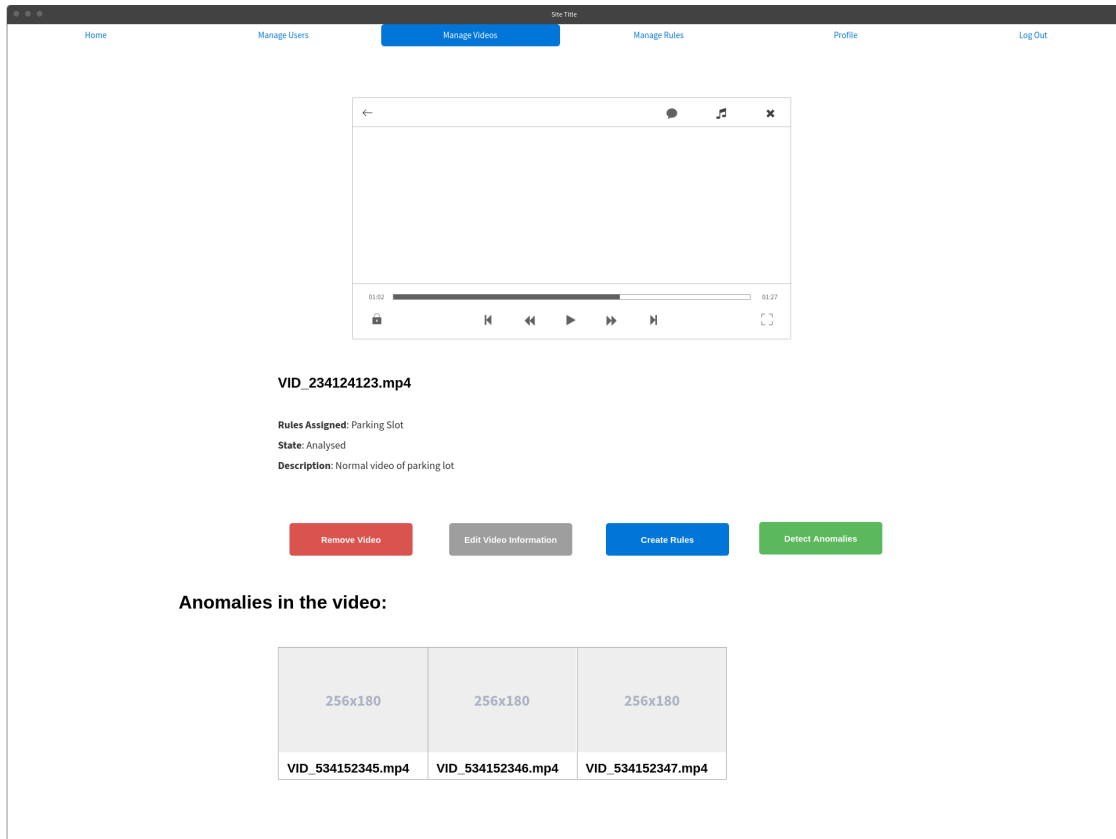 Site Title
Home Manage Users Manage Videos Manage Rules Profile Log Out
01:02 01:27
VID_234124123.mp4
Rules Assigned: Parking Slot
State: Analysed
Description: Normal video of parking lot
Remove Video Edit Video Information Create Rules Detect Anomalies
Anomalies in the video:
256x180 256x180 256x180
VID_534152345.mp4 VID_534152346.mp4 VID_534152347.mp4